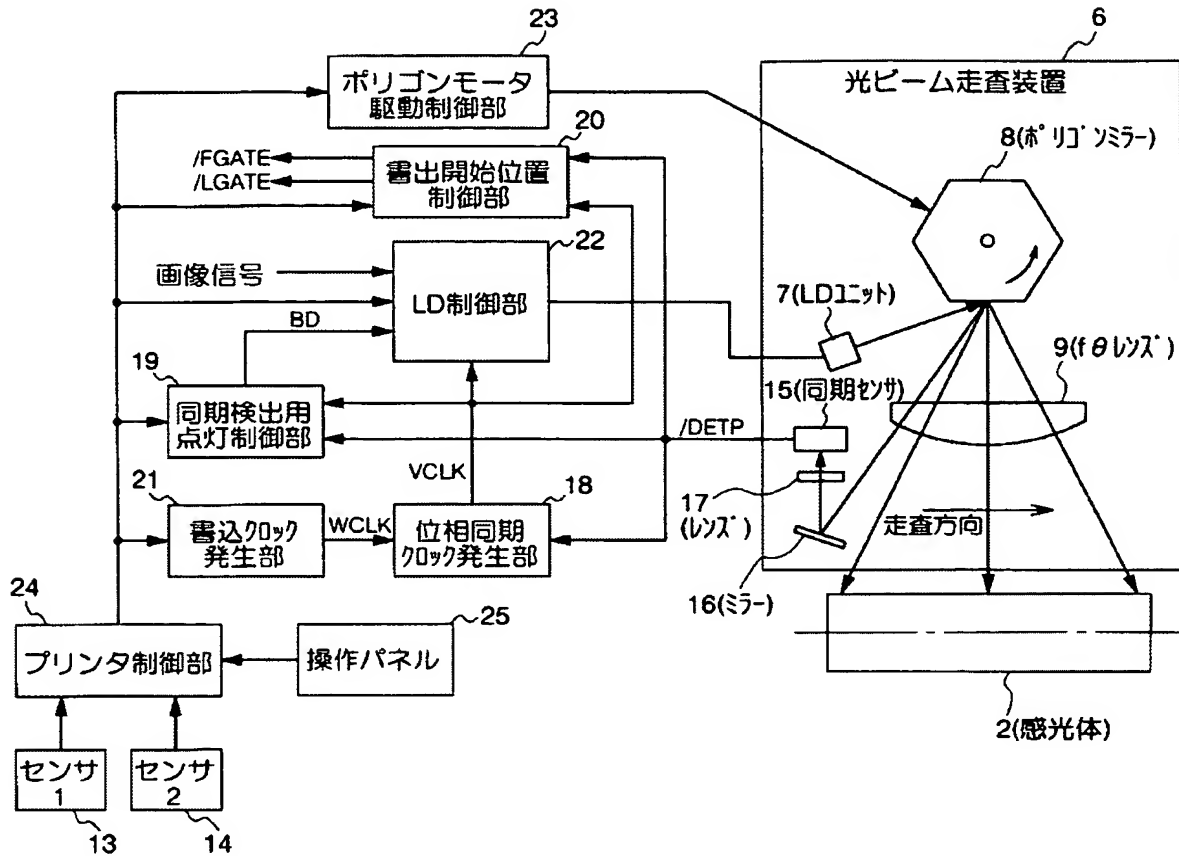 23
6
ポリゴンモータ
駆動制御部
光ビーム走査装置
20
8(ポリゴンミラー)
/FGATE
/LGATE
書出開始位置
制御部
22
画像信号
LD制御部
7(LDユニット)
BD
9(fθレンズ)
19
15(同期センサ)
同期検出用
点灯制御部
/DETP
VCLK
21
18
17
(レンズ)
書込クロック
発生部
WCLK
位相同期
クロック発生部
走査方向
16(ミラー)
24
25
プリンタ制御部
操作パネル
2(感光体)
センサ
1
センサ
2
13
14